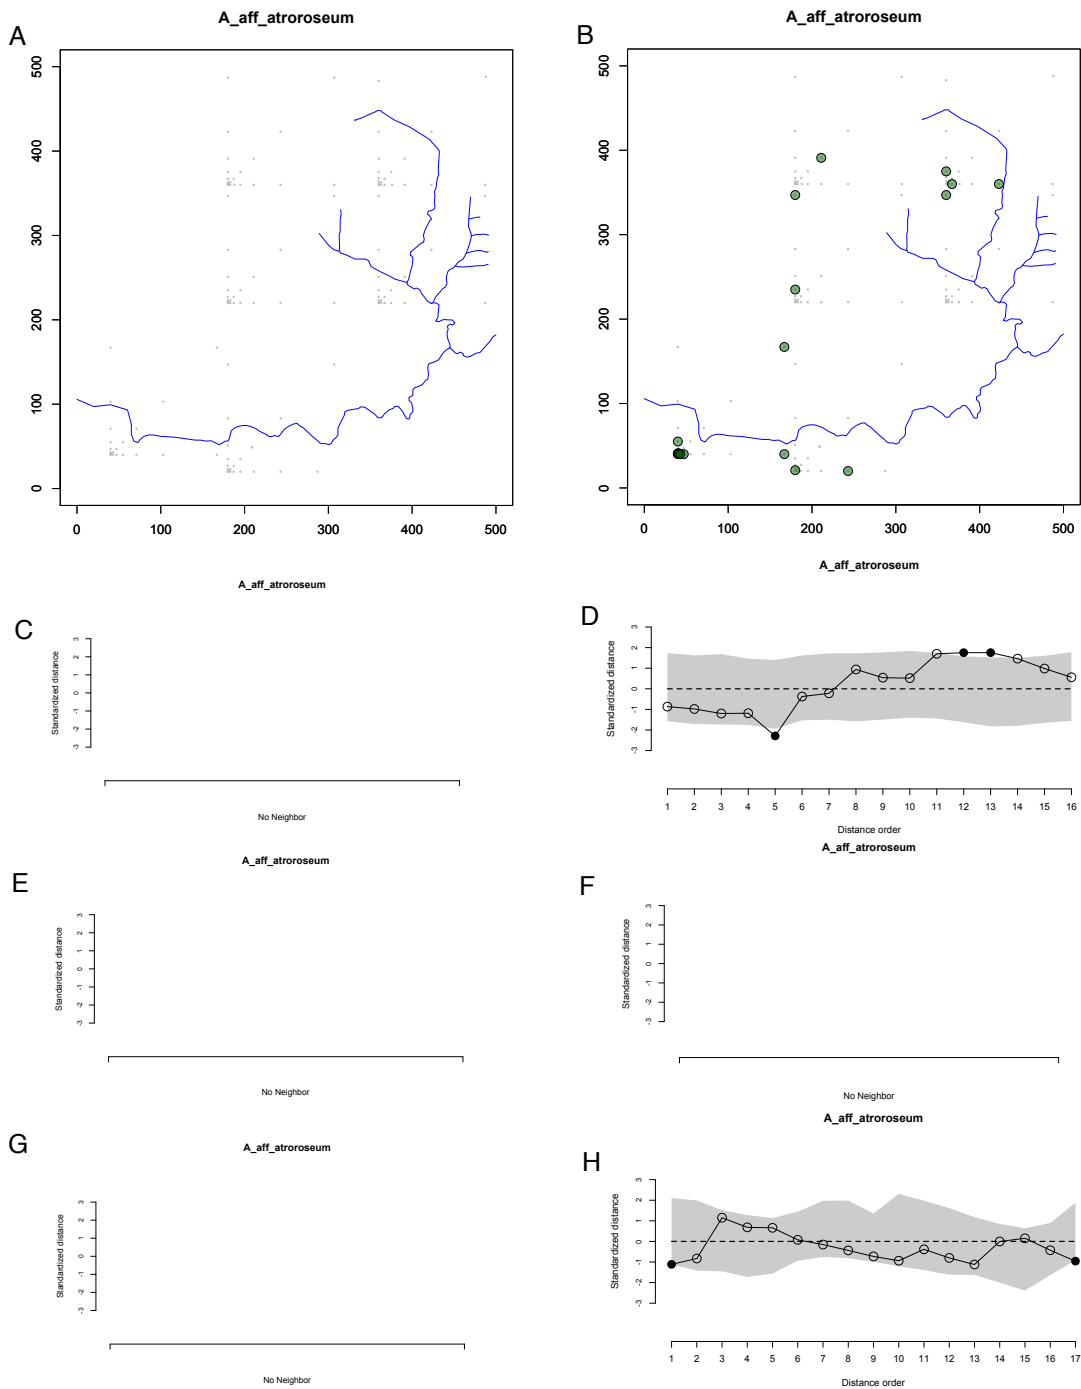 A_aff_atroroseum
A_aff_atroroseum
A
B
500
400
300
200
100
0
0 100 200 300 400 500
500
400
300
200
100
0
0 100 200 300 400 500
A_aff_atroroseum
A_aff_atroroseum
C
Standardized distance
3
2
1
0
-1
-2
-3
No Neighbor
D
Standardized distance
3
2
1
0
-1
-2
-3
1 2 3 4 5 6 7 8 9 10 11 12 13 14 15 16
Distance order
A_aff_atroroseum
A_aff_atroroseum
E
Standardized distance
3
2
1
0
-1
-2
-3
No Neighbor
F
Standardized distance
3
2
1
0
-1
-2
-3
No Neighbor
A_aff_atroroseum
A_aff_atroroseum
G
Standardized distance
3
2
1
0
-1
-2
-3
No Neighbor
H
Standardized distance
3
2
1
0
-1
-2
-3
1 2 3 4 5 6 7 8 9 10 11 12 13 14 15 16 17
Distance order